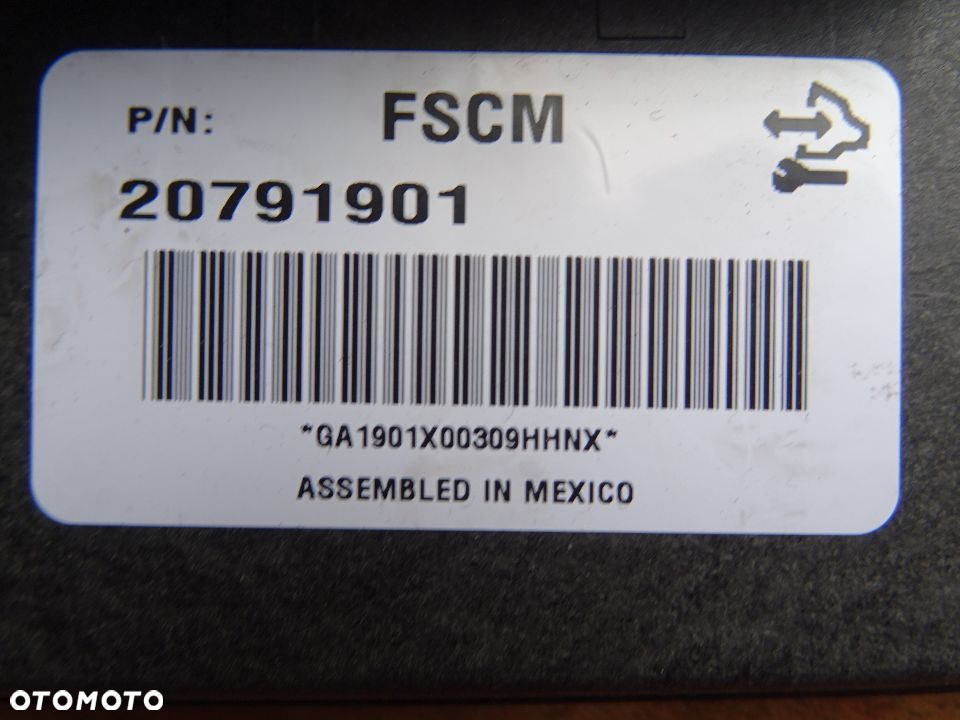 P/N: FSCM
20791901
*GA1901X00309HHNX*
ASSEMBLED IN MEXICO
OTOMOTO